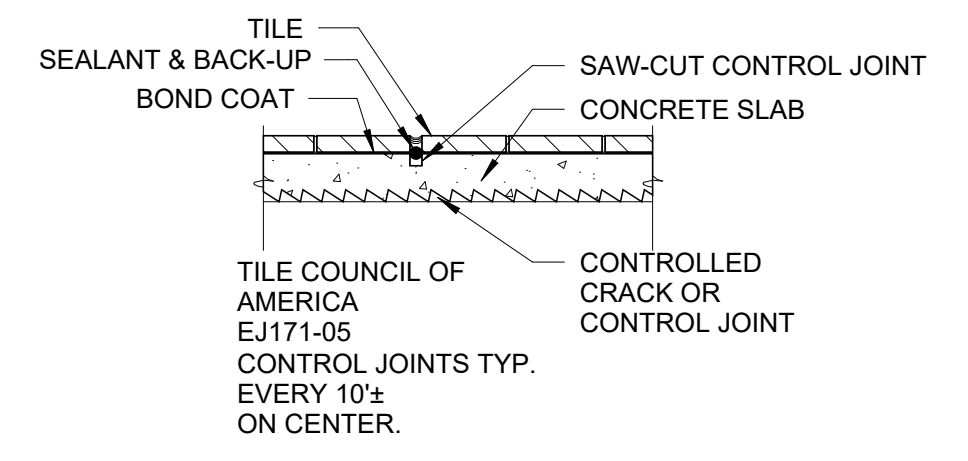 TILE
SEALANT & BACK-UP
BOND COAT
SAW-CUT CONTROL JOINT
CONCRETE SLAB
TILE COUNCIL OF
AMERICA
EJ171-05
CONTROL JOINTS TYP.
EVERY 10'±
ON CENTER.
CONTROLLED
CRACK OR
CONTROL JOINT